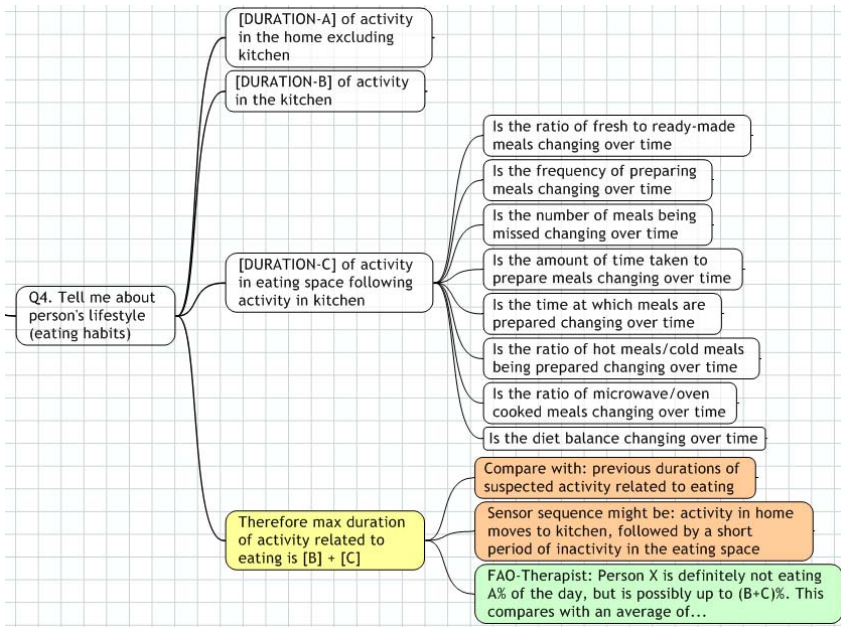 [DURATION-A] of activity
in the home excluding
kitchen
[DURATION-B] of activity
in the kitchen
Is the ratio of fresh to ready-made
meals changing over time
Is the frequency of preparing
meals changing over time
Is the number of meals being
missed changing over time
[DURATION-C] of activity
in eating space following
activity in kitchen
Is the amount of time taken to
prepare meals changing over time
Q4. Tell me about
person's lifestyle
(eating habits)
Is the time at which meals are
prepared changing over time
Is the ratio of hot meals/cold meals
being prepared changing over time
Is the ratio of microwave/oven
cooked meals changing over time
Is the diet balance changing over time
Therefore max duration
of activity related to
eating is [B] + [C]
Compare with: previous durations of
suspected activity related to eating
Sensor sequence might be: activity in home
moves to kitchen, followed by a short
period of inactivity in the eating space
FAO-Therapist: Person X is definitely not eating
A% of the day, but is possibly up to (B+C)%. This
compares with an average of...